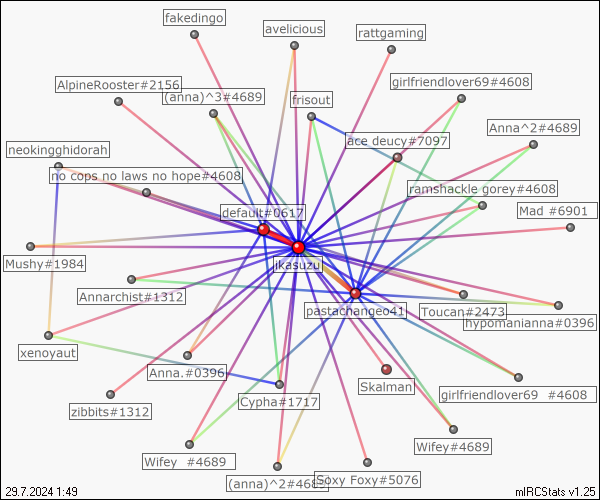 fakedingo
avelicious
rattgaming
AlpineRooster#2156
(anna)^3#4689
frisout
girlfriendlover69#4608
ace deucy#7097
Anna^2#4689
neokingghidorah
no cops no laws no hope#4608
ramshackle gorey#4608
default#0617
Mad #6901
jkasuzu
Mushy#1984
Annarchist#1312
pastachangeo41
Toucan#2473
hypomanianna#0396
xenoyaut
Anna.#0396
Skalman
girlfriendlover69 #4608
zibbits#1312
Cypha#1717
Wifey #4689
Wifey#4689
(anna)^2#4689
Soxy Foxy#5076
29.7.2024 1:49
mIRCStats v1.25